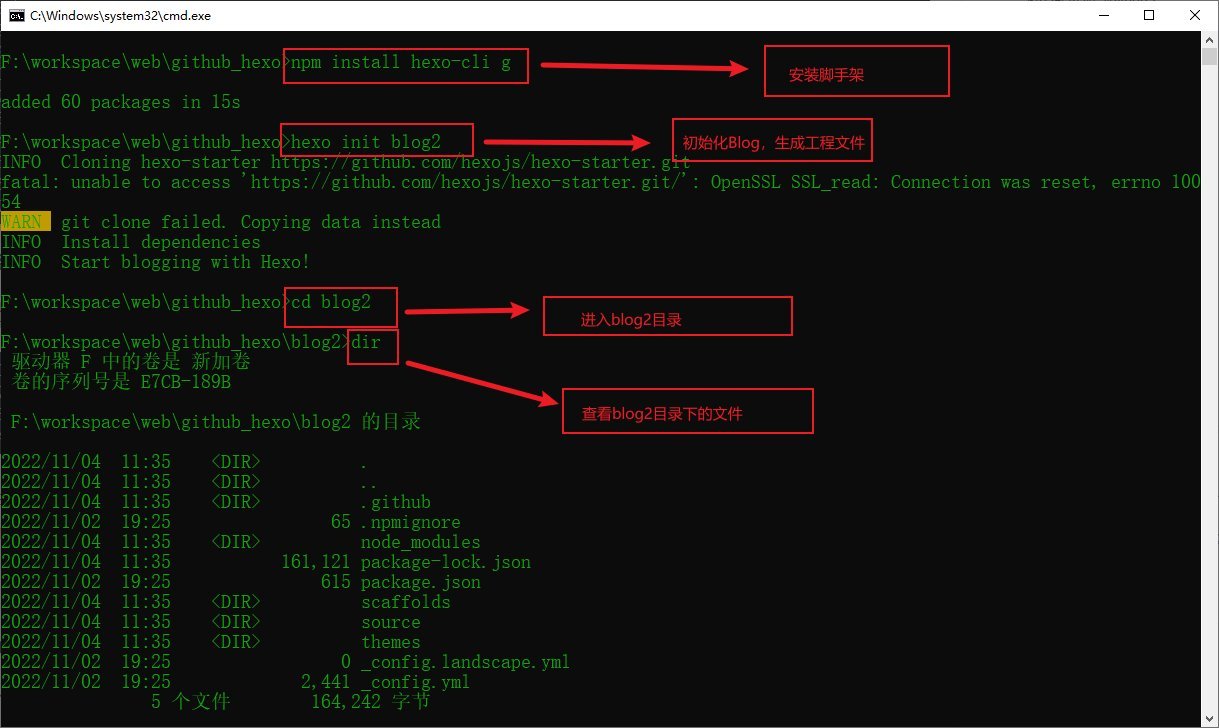 C:\Windows\system32\cmd.exe
F:\workspace\web\github_hexo>npm install hexo-cli g
安装脚手架
added 60 packages in 15s
F:\workspace\web\github_hexo>hexo init blog2
初始化Blog，生成工程文件
INFO  Cloning hexo-starter https://github.com/hexojs/hexo-starter.git
fatal: unable to access 'https://github.com/hexojs/hexo-starter.git/': OpenSSL SSL_read: Connection was reset, errno 100
54
WARN  git clone failed. Copying data instead
INFO  Install dependencies
INFO  Start blogging with Hexo!
F:\workspace\web\github_hexo>cd blog2
进入blog2目录
F:\workspace\web\github_hexo\blog2>dir
驱动器 F 中的卷是 新加卷
卷的序列号是 E7CB-189B
查看blog2目录下的文件
F:\workspace\web\github_hexo\blog2 的目录
2022/11/04  11:35    <DIR>          .
2022/11/04  11:35    <DIR>          ..
2022/11/04  11:35    <DIR>          .github
2022/11/02  19:25                65 .npmignore
2022/11/04  11:35    <DIR>          node_modules
2022/11/04  11:35           161,121 package-lock.json
2022/11/02  19:25               615 package.json
2022/11/04  11:35    <DIR>          scaffolds
2022/11/04  11:35    <DIR>          source
2022/11/04  11:35    <DIR>          themes
2022/11/02  19:25                 0 _config.landscape.yml
2022/11/02  19:25             2,441 _config.yml
5 个文件        164,242 字节